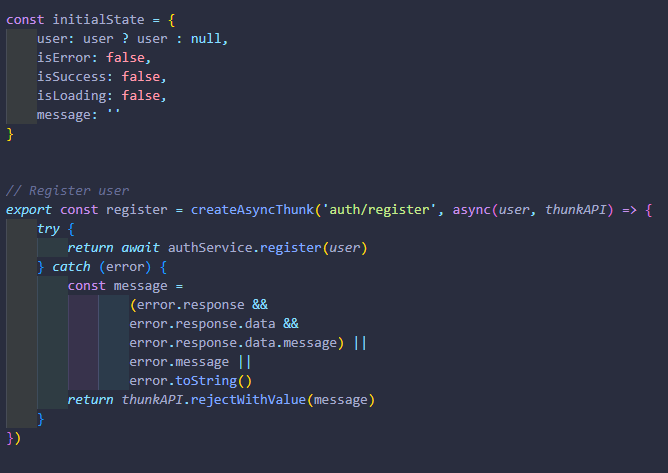 const initialState = {
    user: user ? user : null,
    isError: false,
    isSuccess: false,
    isLoading: false,
    message: ''
}
// Register user
export const register = createAsyncThunk('auth/register', async(user, thunkAPI) => {
    try {
        return await authService.register(user)
    } catch (error) {
        const message =
                (error.response &&
                error.response.data &&
                error.response.data.message) ||
                error.message ||
                error.toString()
        return thunkAPI.rejectWithValue(message)
    }
})